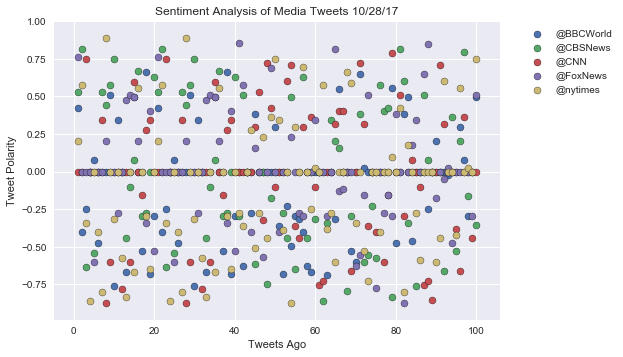 Sentiment Analysis of Media Tweets 10/28/17
1.00
0.75
0.50
0.25
0.00
−0.25
−0.50
−0.75
Tweet Polarity
0
20
40
60
80
100
Tweets Ago
@BBCWorld
@CBSNews
@CNN
@FoxNews
@nytimes